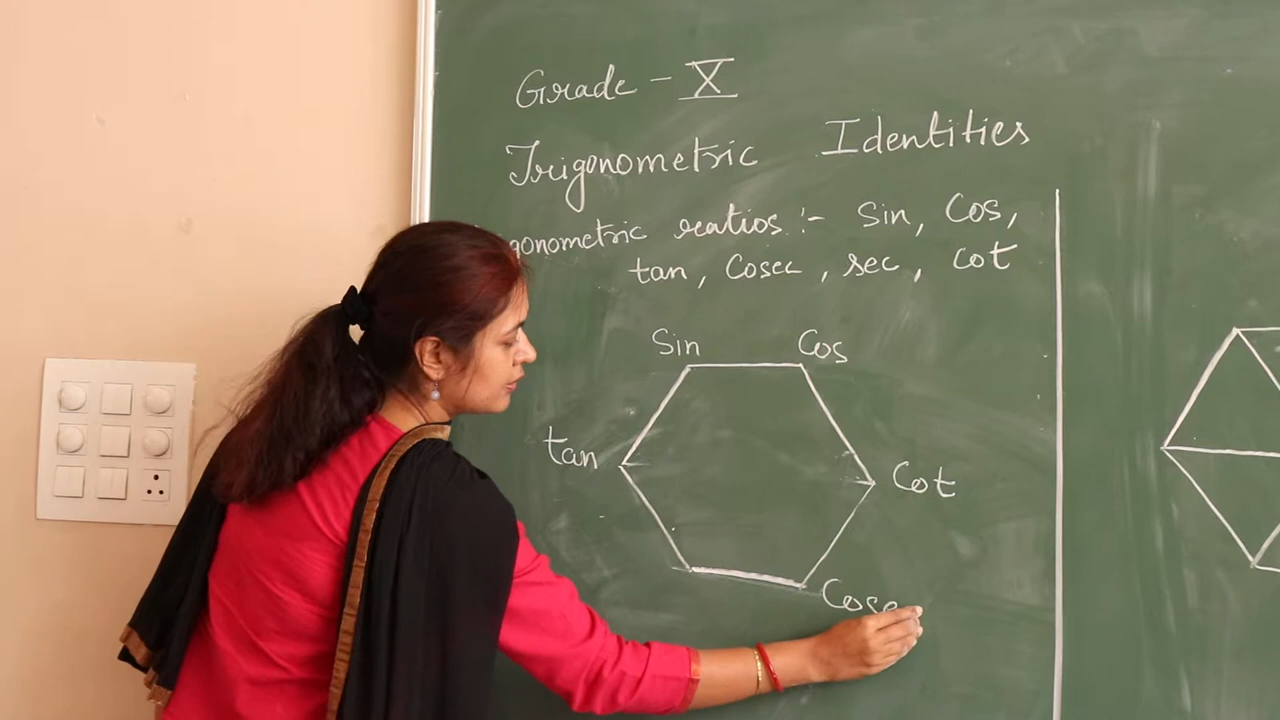 Grade - X
Trigonometric Identities
gonometric ratios :- Sin, Cos,
tan, Cosec, sec, cot
Sin Cos
tan
Cot
Cose